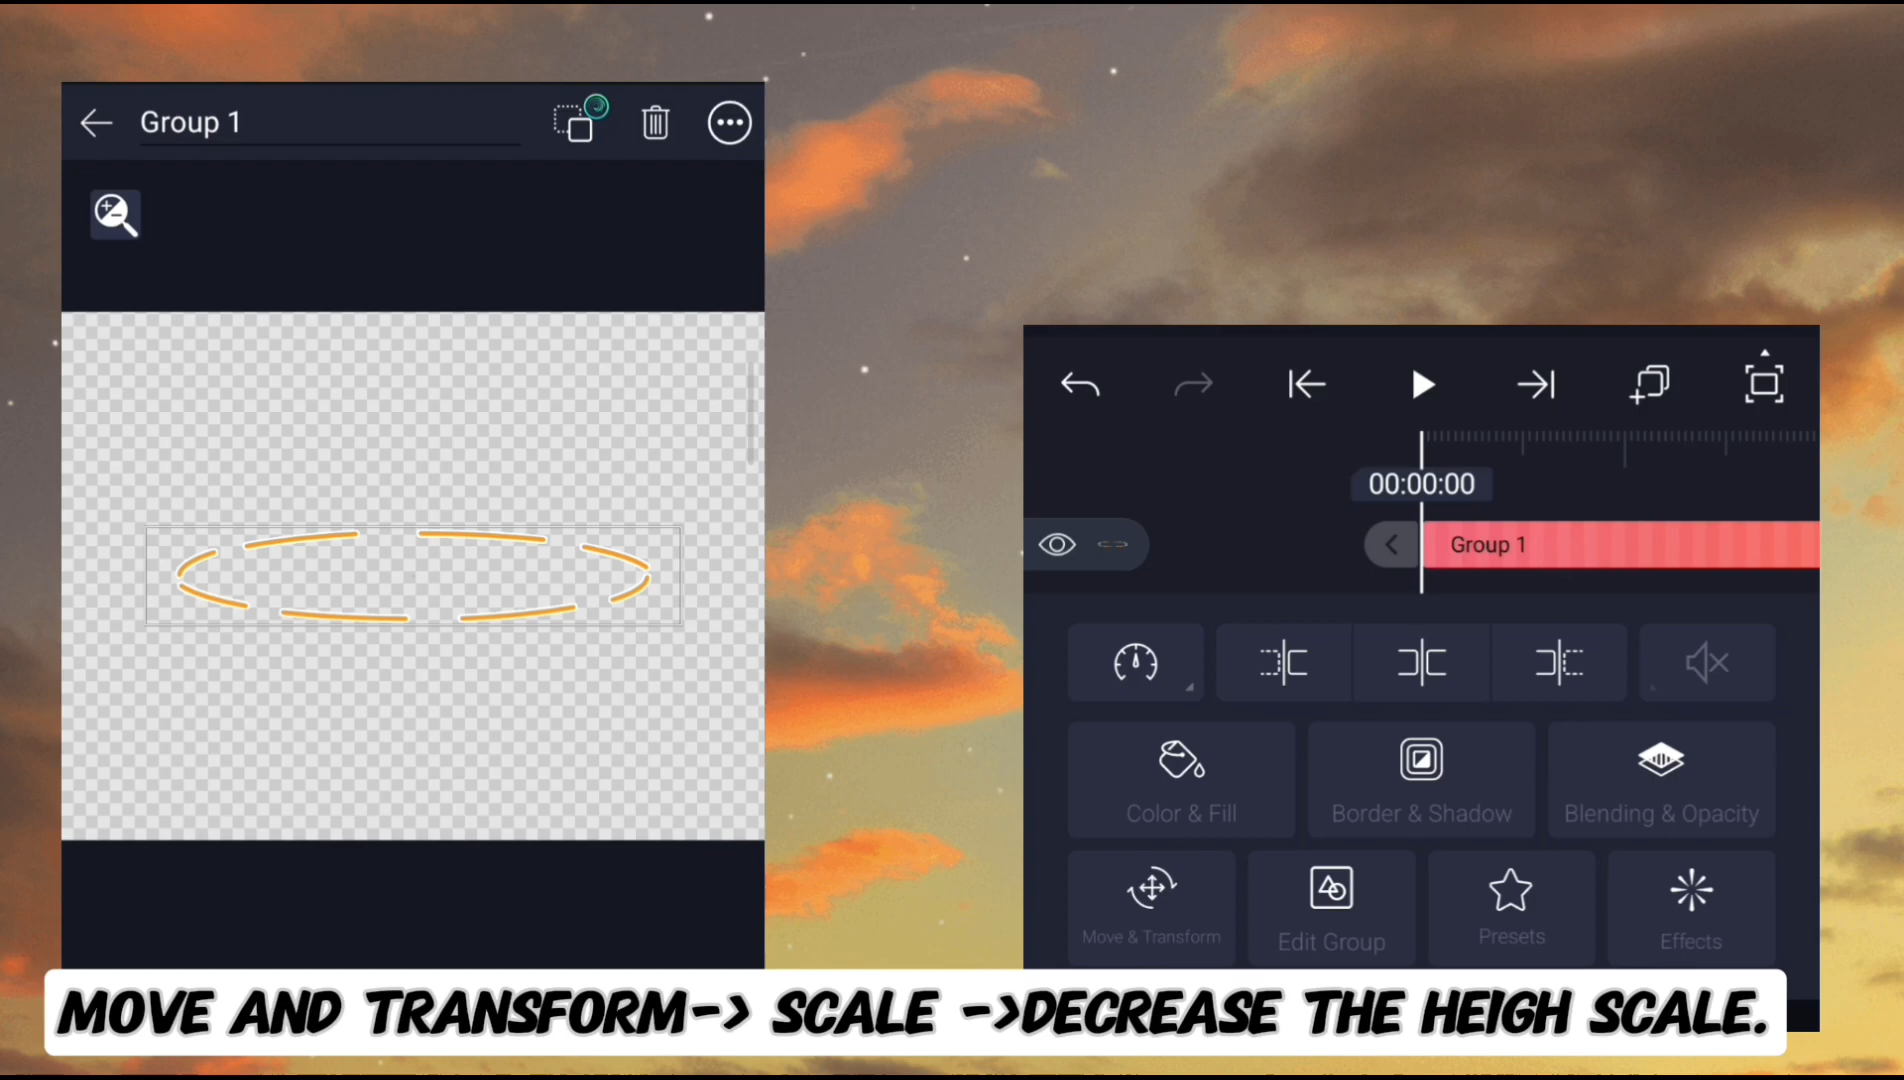 Group 1
00:00:00
Group 1
Color & Fill
Border & Shadow
Blending & Opacity
Move & Transform
Edit Group
Presets
Effects
MOVE AND TRANSFORM-> SCALE ->DECREASE THE HEIGH SCALE.